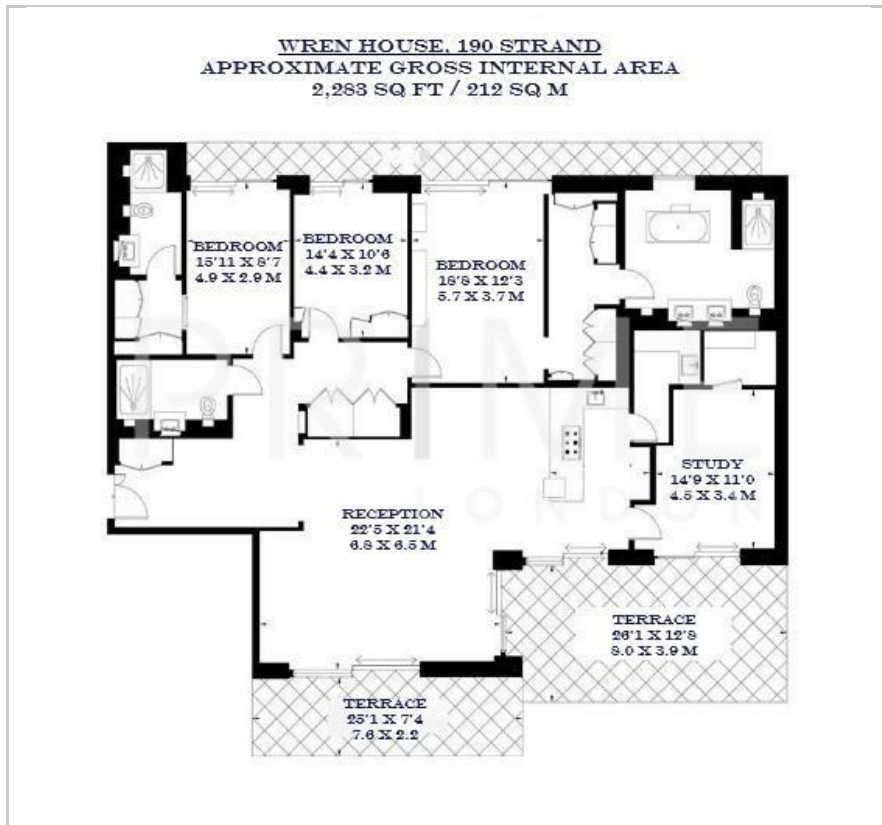 WREN HOUSE, 190 STRAND
APPROXIMATE GROSS INTERNAL AREA
2,283 SQ FT / 212 SQ M
BEDROOM
15'11 X 8'7
4.9 X 2.9 M
BEDROOM
14'4 X 10'6
4.4 X 3.2 M
BEDROOM
18'8 X 12'3
5.7 X 3.7 M
PRIME
LONDON
STUDY
14'9 X 11'0
4.5 X 3.4 M
RECEPTION
22'5 X 21'4
6.8 X 6.5 M
TERRACE
26'1 X 12'8
8.0 X 3.9 M
TERRACE
25'1 X 7'4
7.6 X 2.2